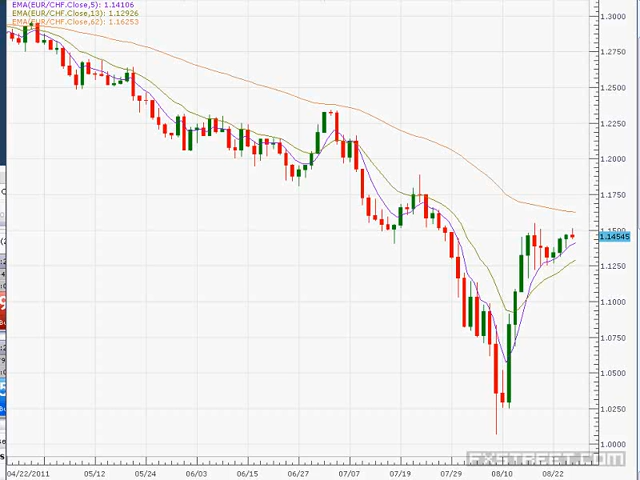 EMA(EUR/CHF.Close,5): 1.14106
EMA(EUR/CHF.Close,13): 1.12926
EMA(EUR/CHF.Close,62): 1.16253
1.3000
1.2750
1.2500
1.2250
1.2000
1.1750
1.1500
1.14545
1.1250
1.1000
1.0750
1.0500
1.0250
1.0000
FXSTREET.COM
04/22/2011 05/12 05/24 06/03 06/15 06/27 07/07 07/19 07/29 08/10 08/22